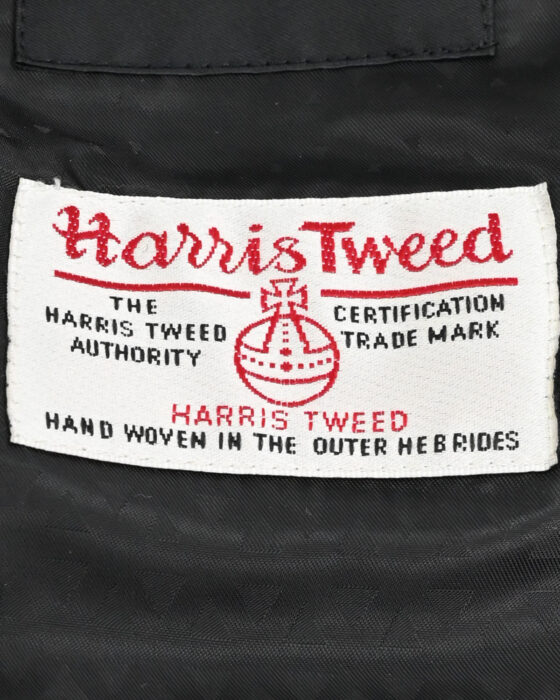 Harris Tweed
THE
HARRIS TWEED
AUTHORITY
CERTIFICATION
TRADE MARK
HARRIS TWEED
HAND WOVEN IN THE OUTER HEBRIDES